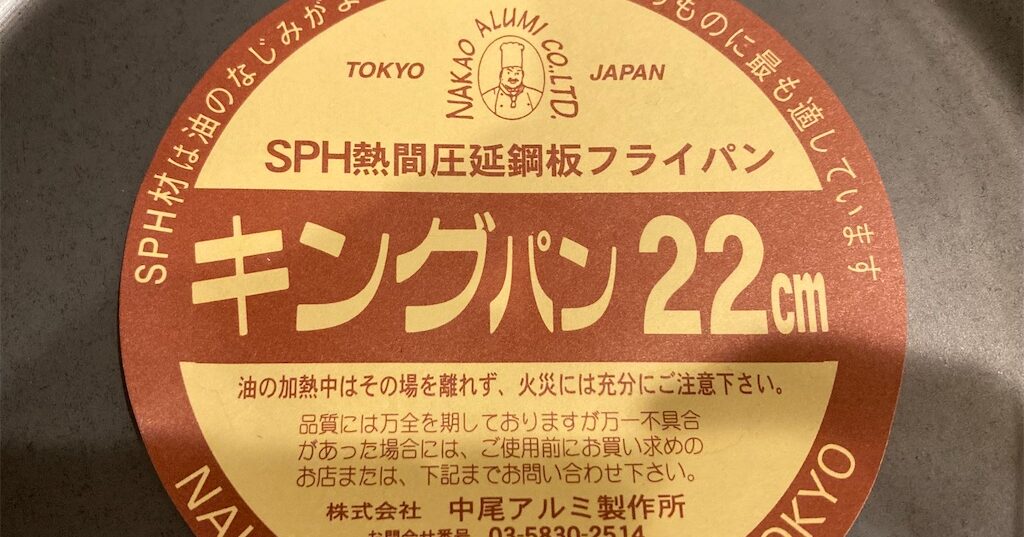 SPH材は油のなじみがよ
ものに最も適しています
NAKAO ALUMI CO.,LTD.
TOKYO
JAPAN
SPH熱間圧延鋼板フライパン
キングパン 22cm
油の加熱中はその場を離れず、火災には充分にご注意下さい。
品質には万全を期しておりますが万一不具合
があった場合には、ご使用前にお買い求めの
お店または、下記までお問い合わせ下さい。
株式会社 中尾アルミ製作所
お問合せ番号 03-5830-2514
TOKYO